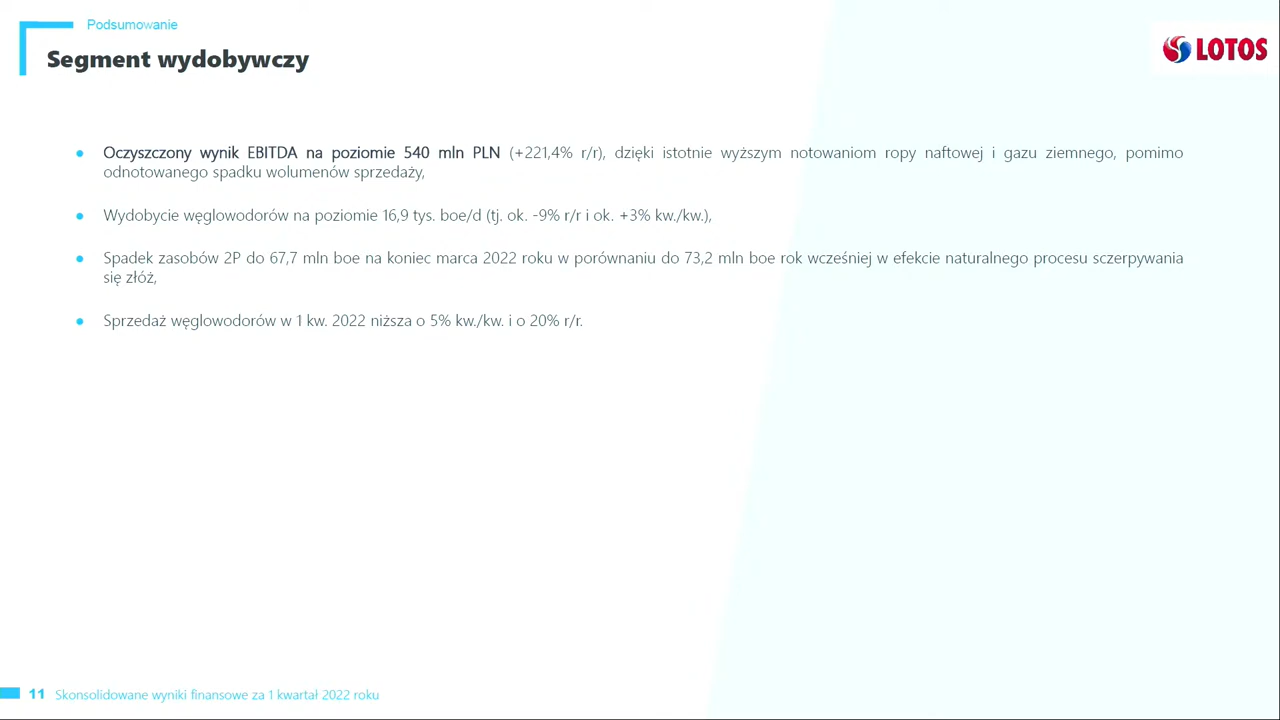 Podsumowanie
Segment wydobywczy
LOTOS
● Oczyszczony wynik EBITDA na poziomie 540 mln PLN (+221,4% r/r), dzięki istotnie wyższym notowaniom ropy naftowej i gazu ziemnego, pomimo
odnotowanego spadku wolumenów sprzedaży,
● Wydobycie węglowodorów na poziomie 16,9 tys. boe/d (tj. ok. -9% r/r i ok. +3% kw./kw.),
● Spadek zasobów 2P do 67,7 mln boe na koniec marca 2022 roku w porównaniu do 73,2 mln boe rok wcześniej w efekcie naturalnego procesu sczerpywania
się złóż,
● Sprzedaż węglowodorów w 1 kw. 2022 niższa o 5% kw./kw. i o 20% r/r.
11 Skonsolidowane wyniki finansowe za 1 kwartał 2022 roku